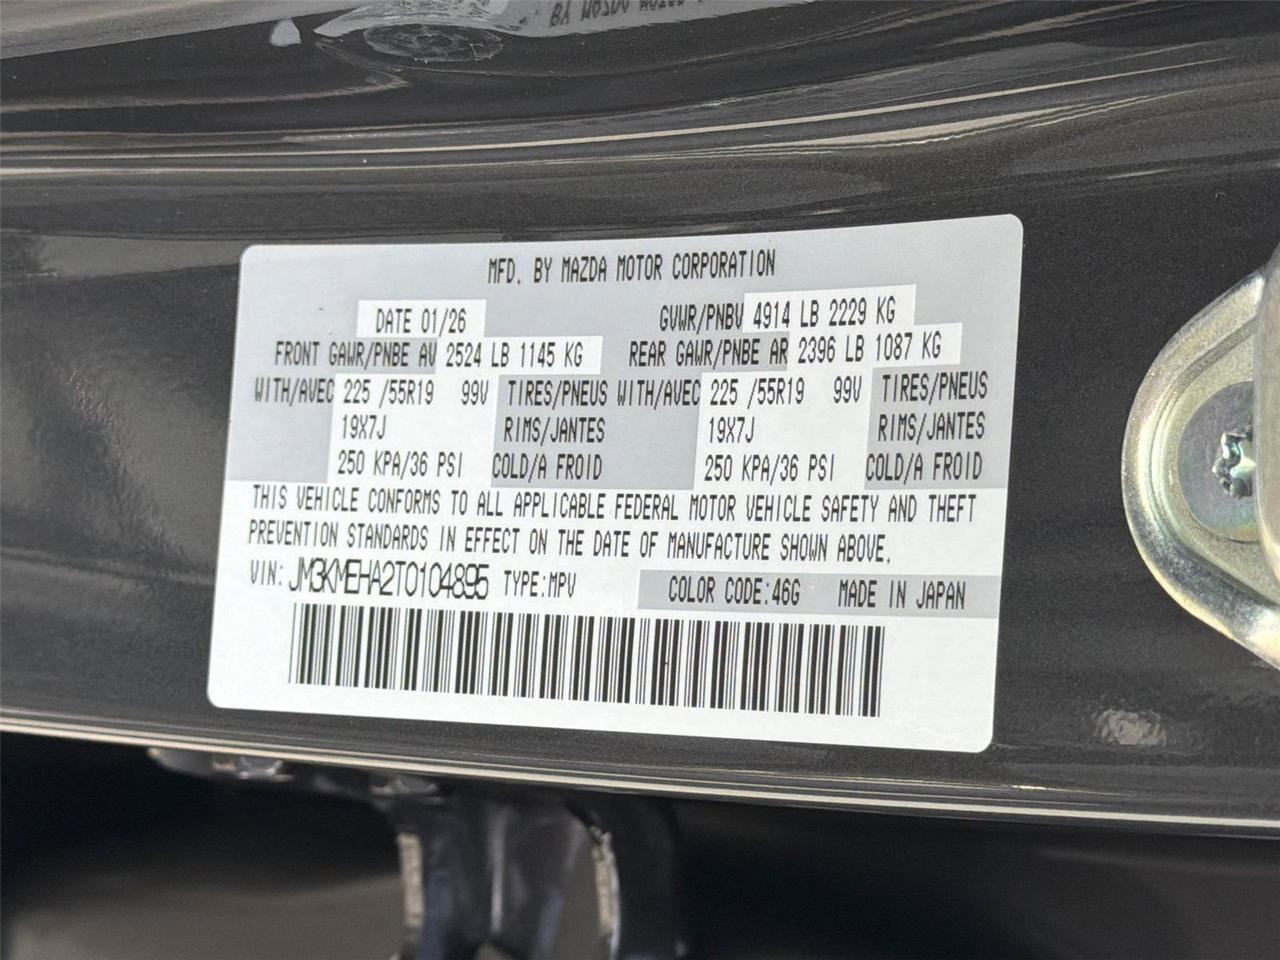 MFD. BY MAZDA MOTOR CORPORATION
DATE 01/26 GVWR/PNBV 4914 LB 2229 KG
FRONT GAWR/PNBE AV 2524 LB 1145 KG REAR GAWR/PNBE AR 2396 LB 1087 KG
WITH/AVEC 225 /55R19 99V TIRES/PNEUS WITH/AVEC 225 /55R19 99V TIRES/PNEUS
19X7J RIMS/JANTES 19X7J RIMS/JANTES
250 KPA/36 PSI COLD/A FROID 250 KPA/36 PSI COLD/A FROID
THIS VEHICLE CONFORMS TO ALL APPLICABLE FEDERAL MOTOR VEHICLE SAFETY AND THEFT
PREVENTION STANDARDS IN EFFECT ON THE DATE OF MANUFACTURE SHOWN ABOVE.
VIN: JM3KMEHA2T0104895 TYPE:MPV COLOR CODE:46G MADE IN JAPAN